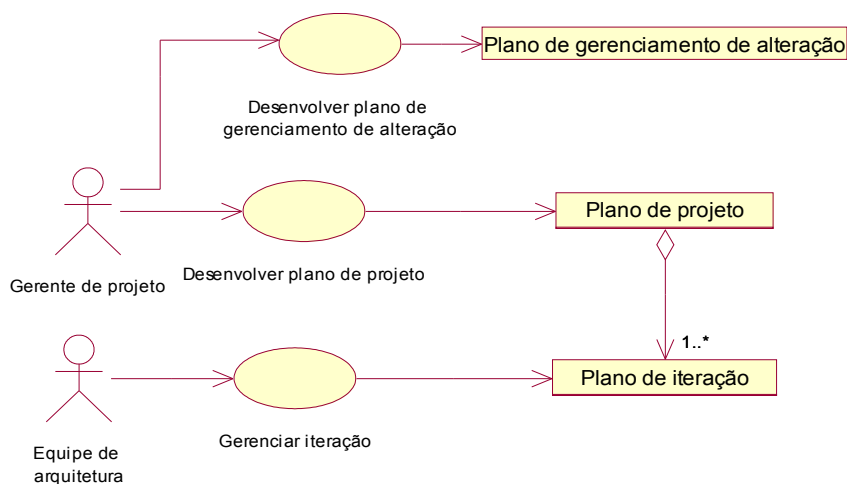 Plano de gerenciamento de alteração
Desenvolver plano de
gerenciamento de alteração
Plano de projeto
Gerente de projeto
Desenvolver plano de projeto
1..*
Plano de iteração
Gerenciar iteração
Equipe de
arquitetura